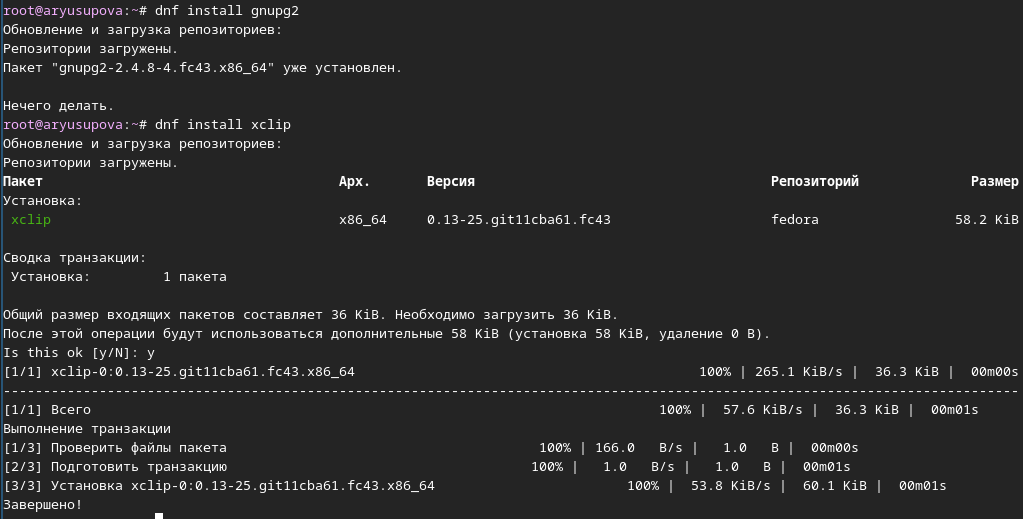 root@aryusupova:~# dnf install gnupg2
Обновление и загрузка репозиториев:
Репозитории загружены.
Пакет "gnupg2-2.4.8-4.fc43.x86_64" уже установлен.
Нечего делать.
root@aryusupova:~# dnf install xclip
Обновление и загрузка репозиториев:
Репозитории загружены.
Пакет Арх. Версия Репозиторий Размер
Установка:
xclip x86_64 0.13-25.git11cba61.fc43 fedora 58.2 KiB
Сводка транзакции:
Установка: 1 пакета
Общий размер входящих пакетов составляет 36 KiB. Необходимо загрузить 36 KiB.
После этой операции будут использоваться дополнительные 58 KiB (установка 58 KiB, удаление 0 B).
Is this ok [y/N]: y
[1/1] xclip-0:0.13-25.git11cba61.fc43.x86_64 100% | 265.1 KiB/s | 36.3 KiB | 00m00s
--------------------------------------------------------------------------------
[1/1] Всего 100% | 57.6 KiB/s | 36.3 KiB | 00m01s
Выполнение транзакции
[1/3] Проверить файлы пакета 100% | 166.0 B/s | 1.0 B | 00m00s
[2/3] Подготовить транзакцию 100% | 1.0 B/s | 1.0 B | 00m01s
[3/3] Установка xclip-0:0.13-25.git11cba61.fc43.x86_64 100% | 53.8 KiB/s | 60.1 KiB | 00m01s
Завершено!